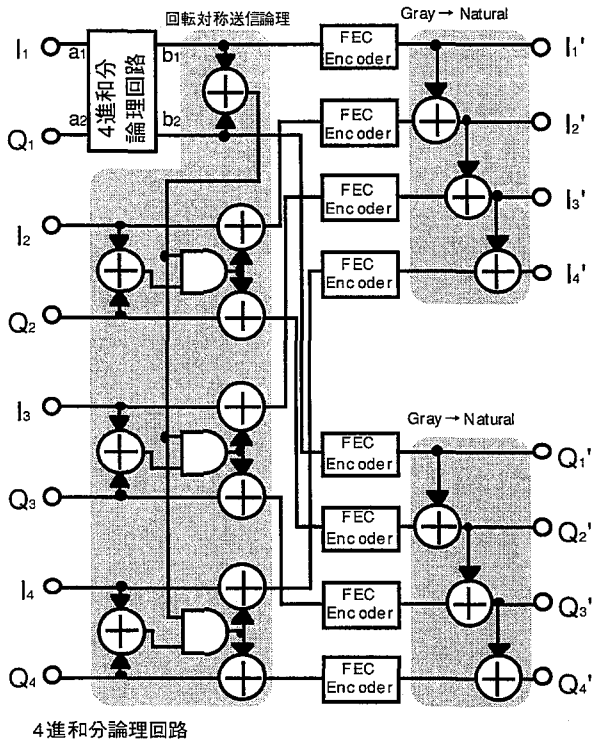 回転対称送信論理
Gray→Natural
I1
a1
4進和分
論理回路
b1
FEC
Encoder
I1'
Q1
a2
b2
FEC
Encoder
I2'
FEC
Encoder
I3'
I2
FEC
Encoder
I4'
Q2
I3
Gray→Natural
FEC
Encoder
Q1'
Q3
FEC
Encoder
Q2'
I4
FEC
Encoder
Q3'
Q4
FEC
Encoder
Q4'
4進和分論理回路